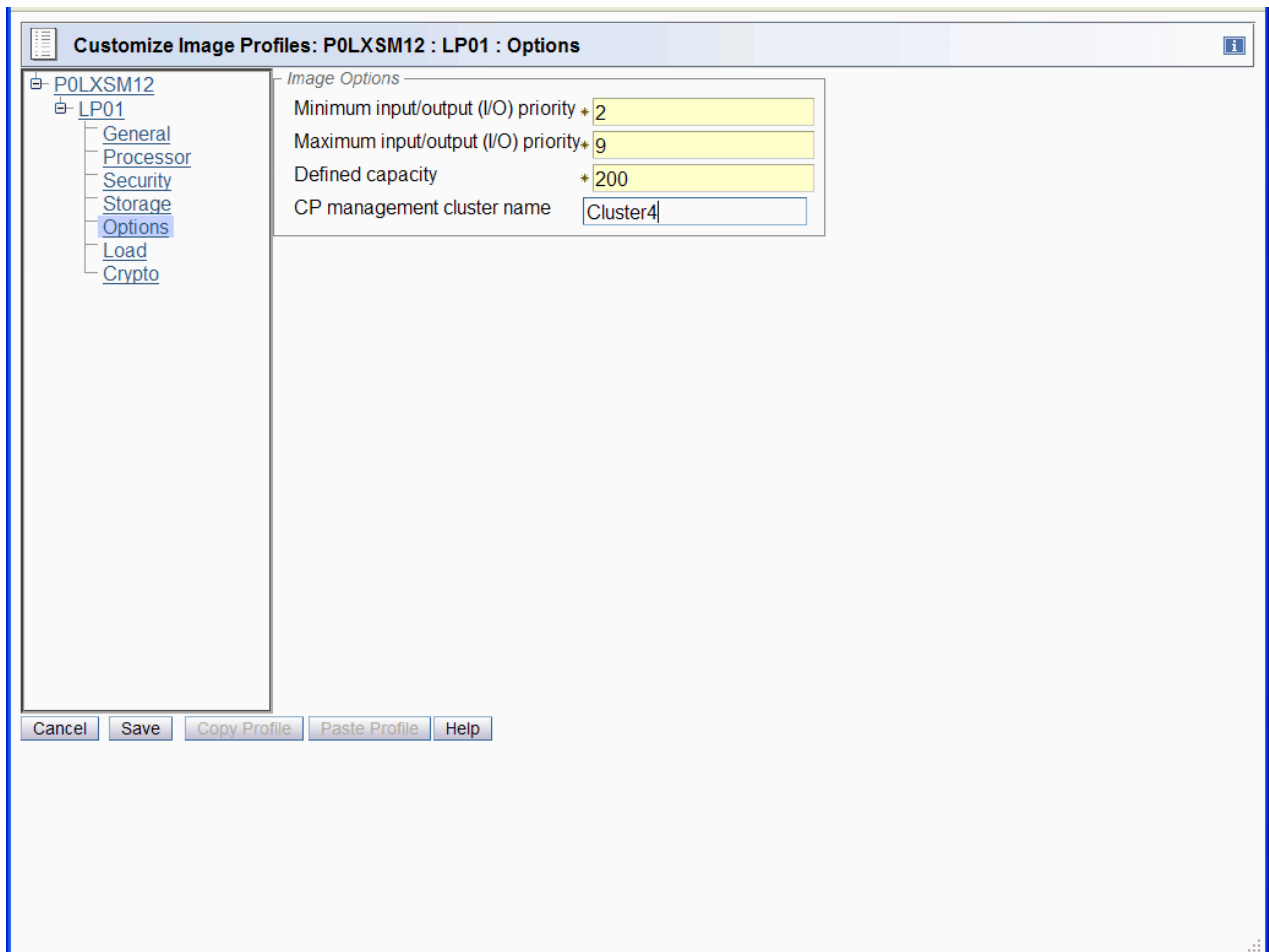 Customize Image Profiles: P0LXSM12 : LP01 : Options
i
P0LXSM12
LP01
General
Processor
Security
Storage
Options
Load
Crypto
Image Options
Minimum input/output (I/O) priority * 2
Maximum input/output (I/O) priority* 9
Defined capacity * 200
CP management cluster name Cluster4
Cancel Save Copy Profile Paste Profile Help